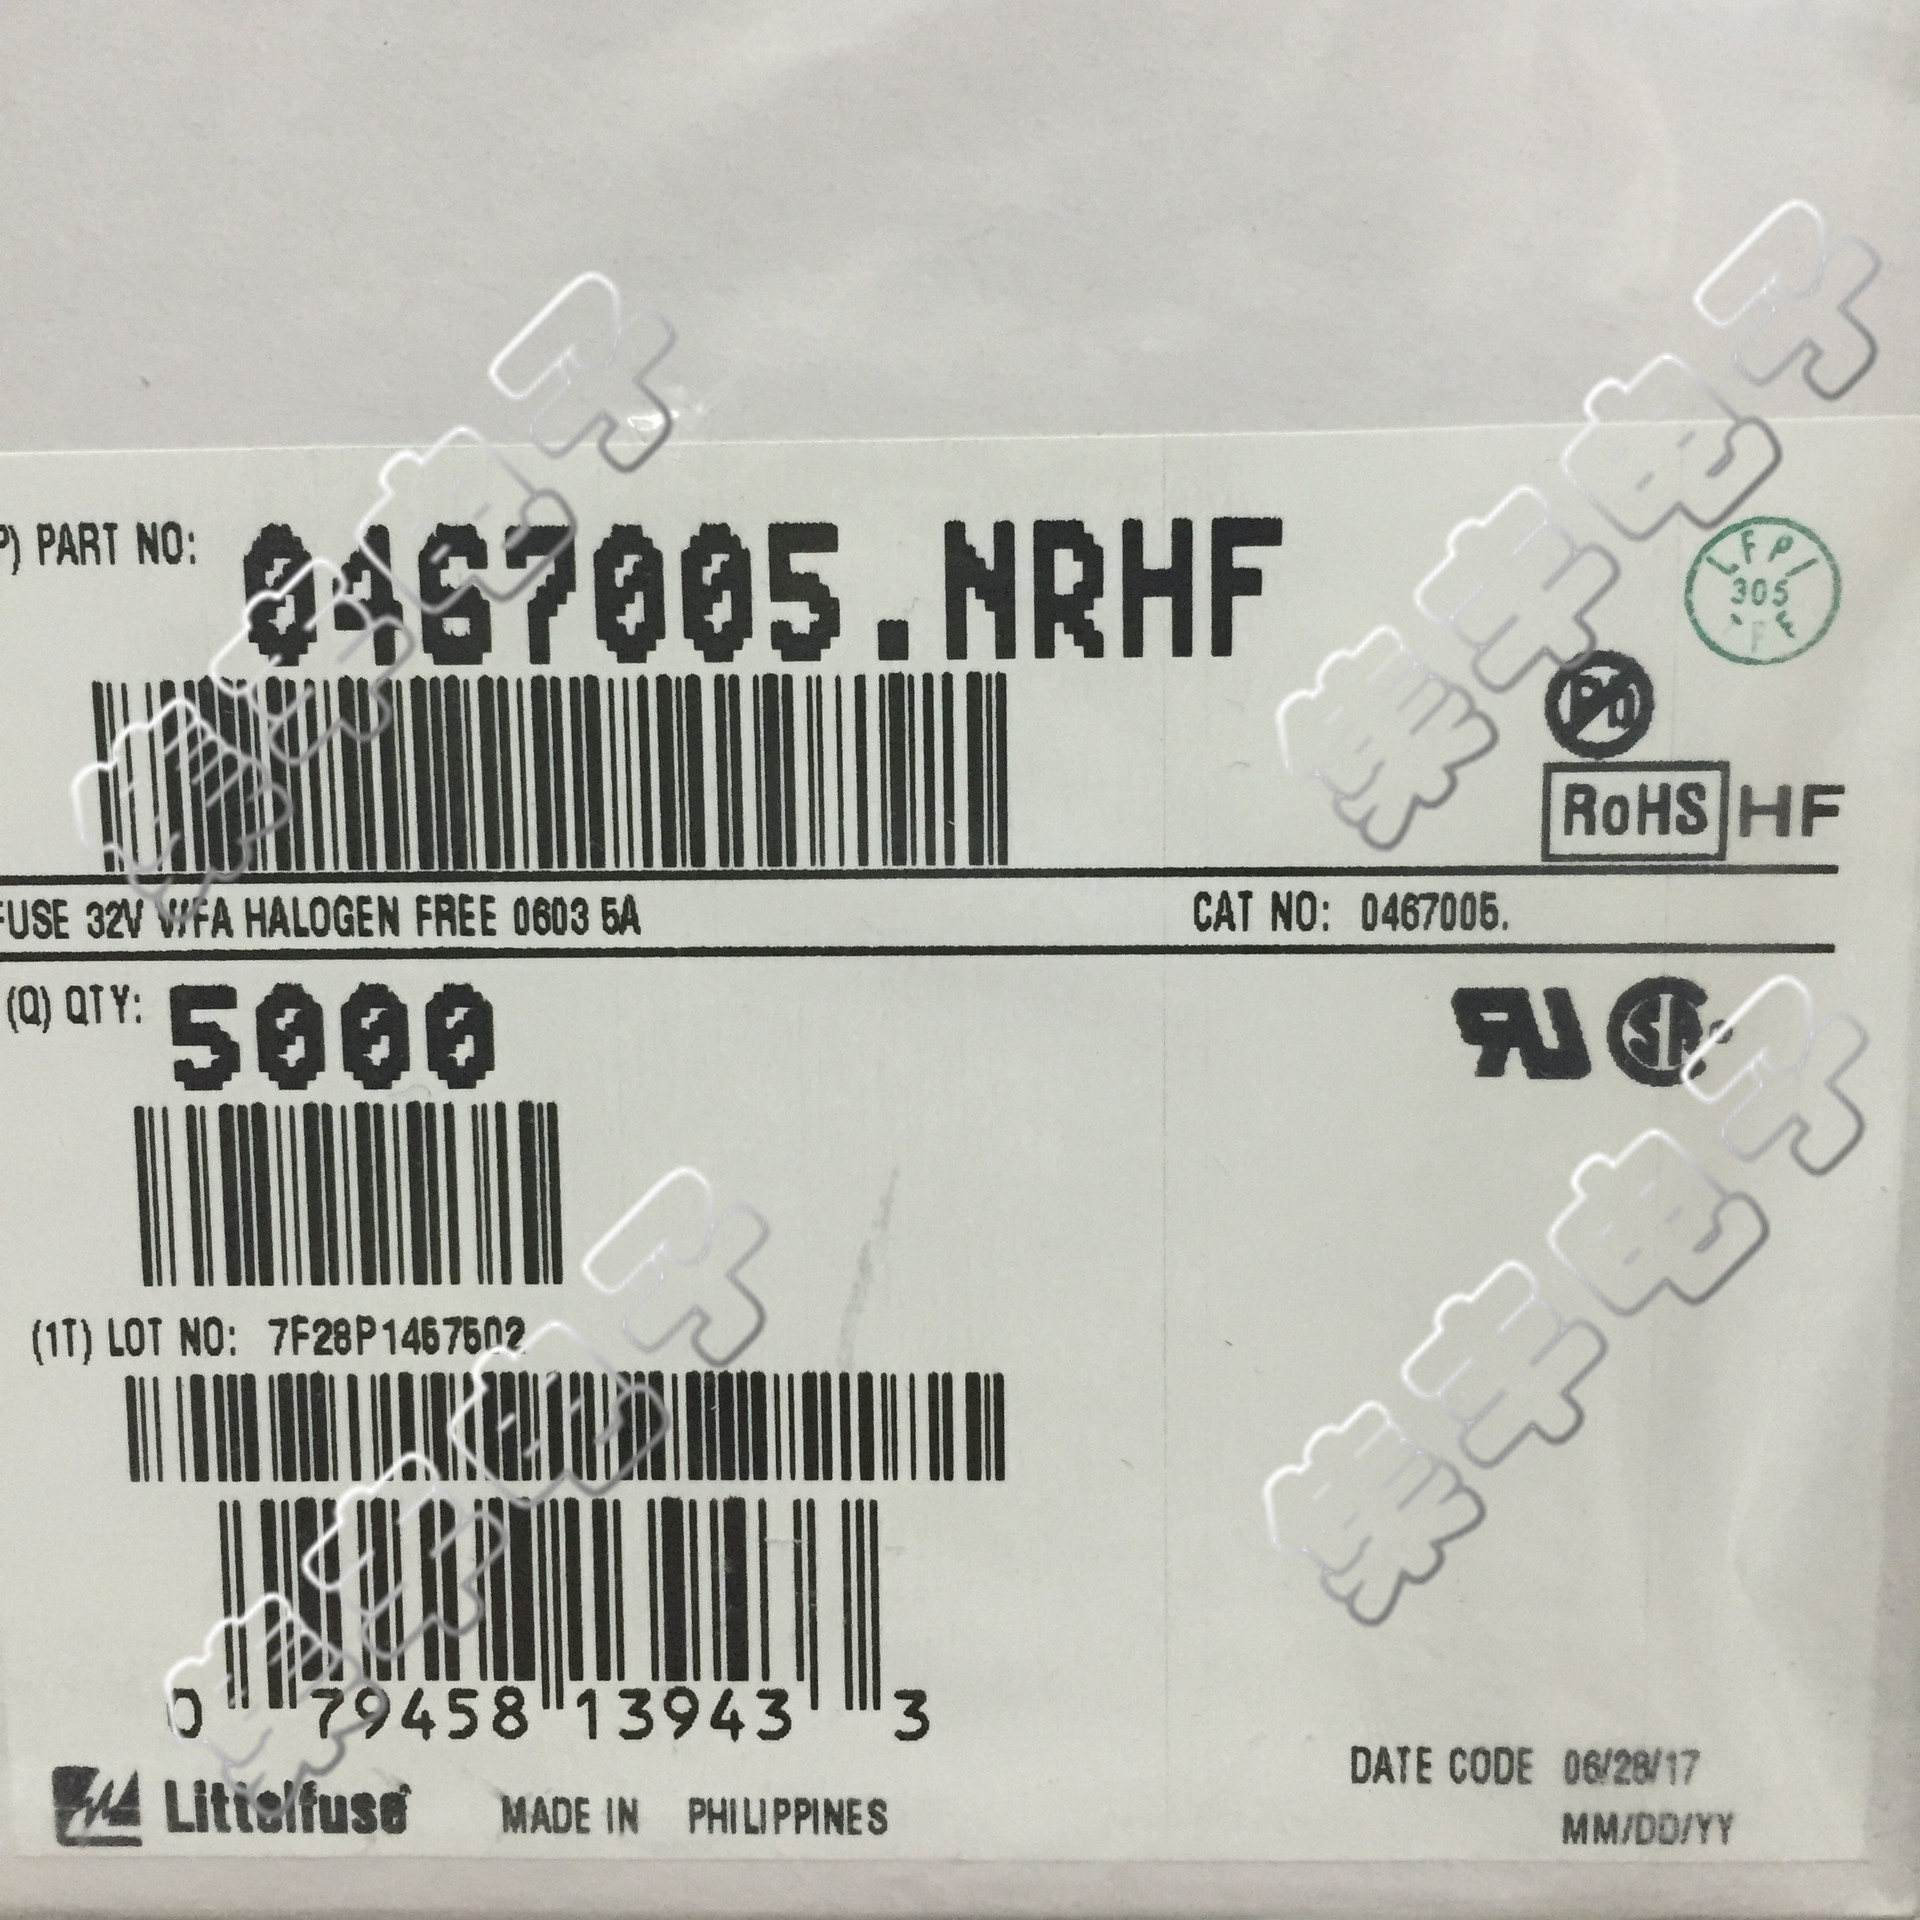 P) PART NO: 0467005.NRHF
LFPI
305
Pb
RoHS HF
FUSE 32V V/FA HALOGEN FREE 0603 5A CAT NO: 0467005.
(Q) QTY: 5000
SA
(1T) LOT NO: 7F28P1467502
0 79458 13943 3
Littelfuse MADE IN PHILIPPINES
DATE CODE 06/28/17
MM/DD/YY